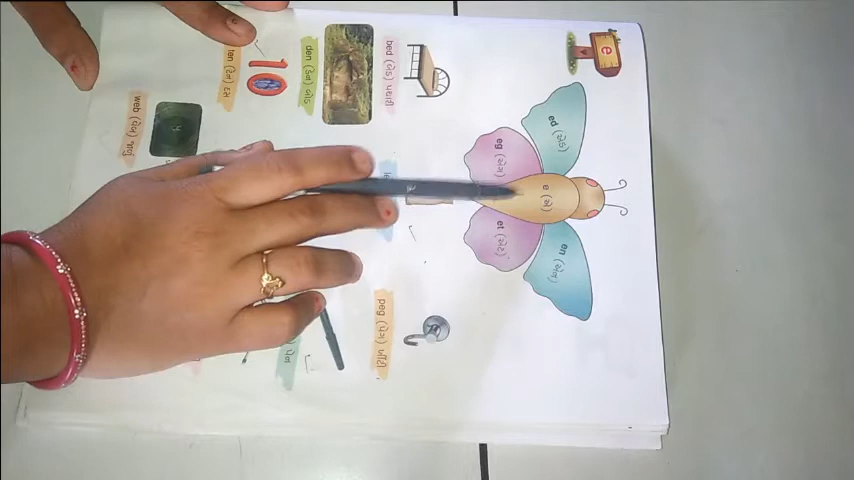 e
ed (એડ)
en (એન)
e (એ)
eg (એગ)
et (એટ)
bed (બેડ) પલંગ
peg (પેગ) ખીંટી
den (ડેન) બોડ
10
ten (ટેન) દસ
web (વેબ) જાળું
પેન